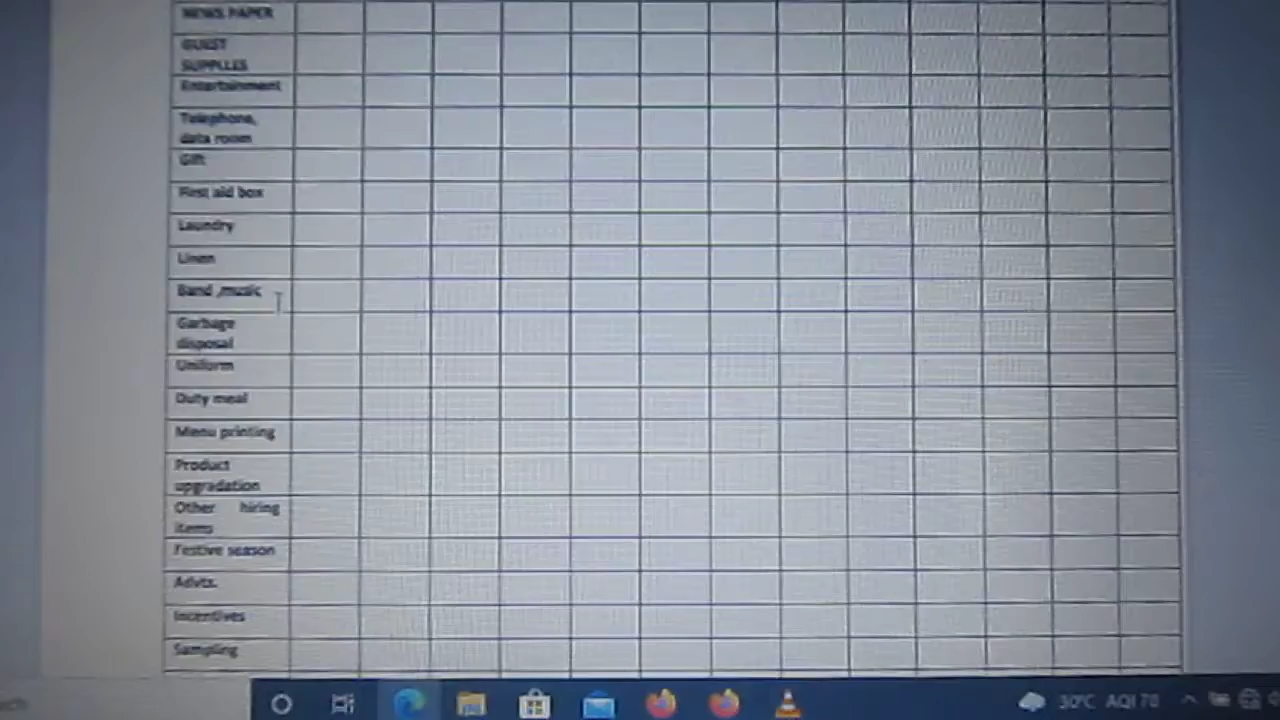 NEWS PAPER
GUEST
SUPPLLES
Entertainment
Telephone,
data room
Gift
First aid box
Laundry
Linen
Band ,music
Garbage
disposal
Uniform
Duty meal
Menu printing
Product
upgradation
Other hiring
items
Festive season
Advts.
Incentives
Sampling
30°C AQI 70